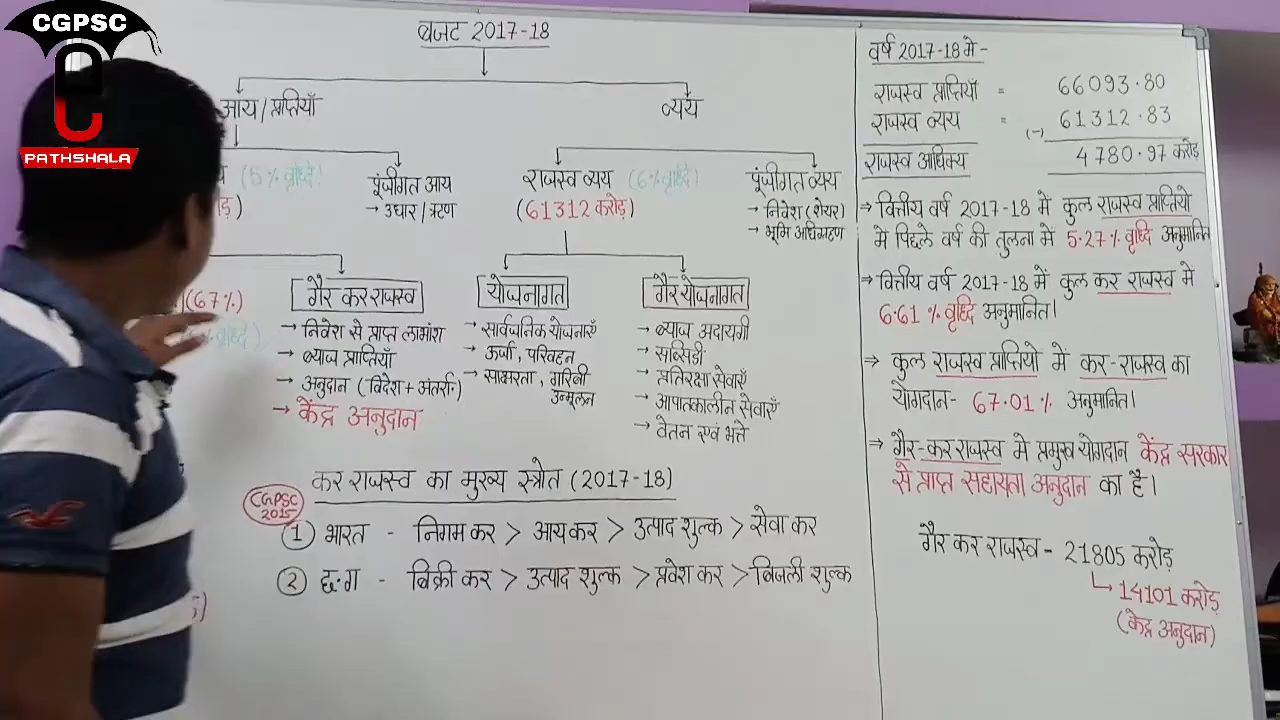 CGPSC
PATHSHALA
बजट 2017-18
आय/प्राप्तियाँ
व्यय
(5% वृध्दि)
पूंजीगत आय
→ उधार/ऋण
राजस्व व्यय (6% वृध्दि)
(61312 करोड़)
पूंजीगत व्यय
→ निवेश (शेयर)
→ भूमि अधिग्रहण
(67%)
गैर कर राजस्व
→ निवेश से प्राप्त लाभांश
→ ब्याज प्राप्तियाँ
→ अनुदान (विदेश + अंतर्रा॰)
→ केंद्र अनुदान
योजनागत
→ सार्वजनिक योजनाएँ
→ ऊर्जा, परिवहन
→ साक्षरता, गरिबी
उन्मूलन
गैर योजनागत
→ ब्याज अदायगी
→ सब्सिडी
→ प्रतिरक्षा सेवाएँ
→ आपातकालीन सेवाएँ
→ वेतन एवं भत्ते
कर राजस्व का मुख्य स्त्रोत (2017-18)
CGPSC
2015
① भारत - निगम कर > आयकर > उत्पाद शुल्क > सेवा कर
② छ.ग - बिक्री कर > उत्पाद शुल्क > प्रवेश कर > बिजली शुल्क
वर्ष 2017-18 मे -
राजस्व प्राप्तियाँ = 66093.80
राजस्व व्यय = (-) 61312.83
राजस्व आधिक्य 4780.97 करोड़
⇒ वित्तीय वर्ष 2017-18 में कुल राजस्व प्राप्तियो
में पिछ्ले वर्ष की तुलना में 5.27% वृध्दि अनुमानित
⇒ वित्तीय वर्ष 2017-18 में कुल कर राजस्व में
6.61 % वृध्दि अनुमानित।
⇒ कुल राजस्व प्राप्तियो में कर-राजस्व का
योगदान- 67.01% अनुमानित।
⇒ गैर-कर राजस्व मे प्रमुख योगदान केंद्र सरकार
से प्राप्त सहायता अनुदान का है।
गैर कर राजस्व - 21805 करोड़
↳ 14101 करोड़
(केंद्र अनुदान)